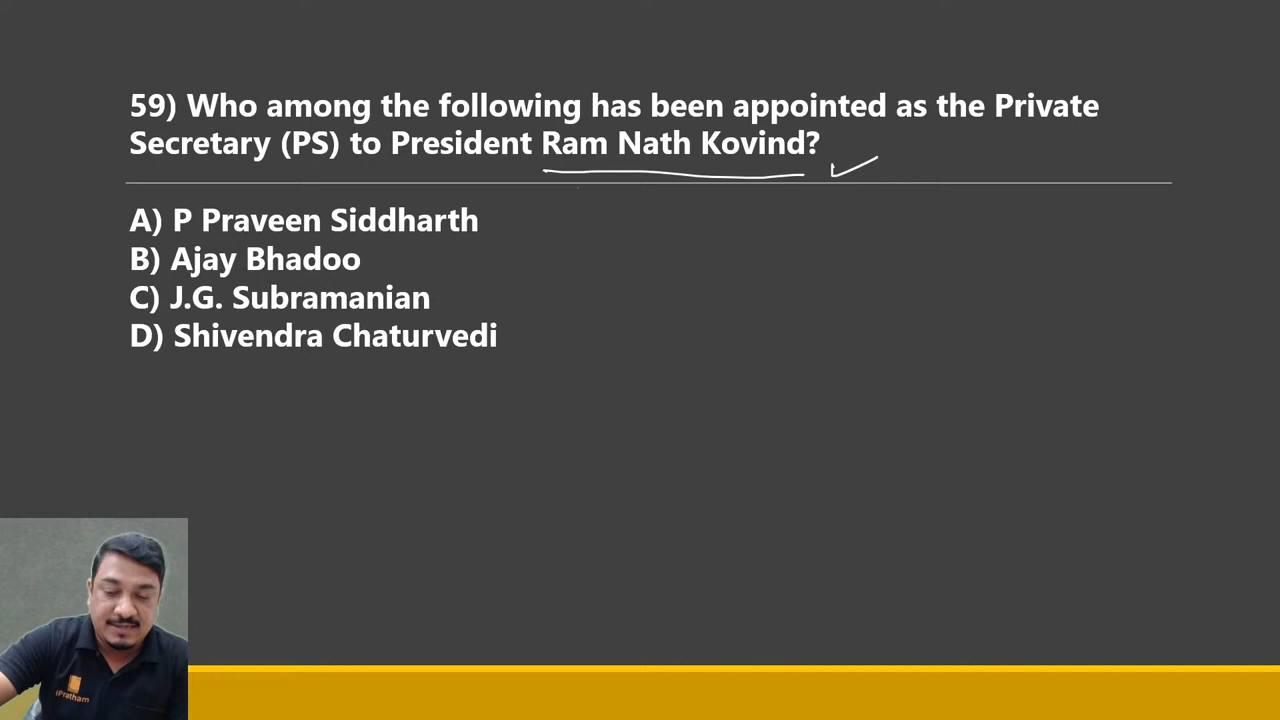 59) Who among the following has been appointed as the Private
Secretary (PS) to President Ram Nath Kovind?
A) P Praveen Siddharth
B) Ajay Bhadoo
C) J.G. Subramanian
D) Shivendra Chaturvedi
iPratham